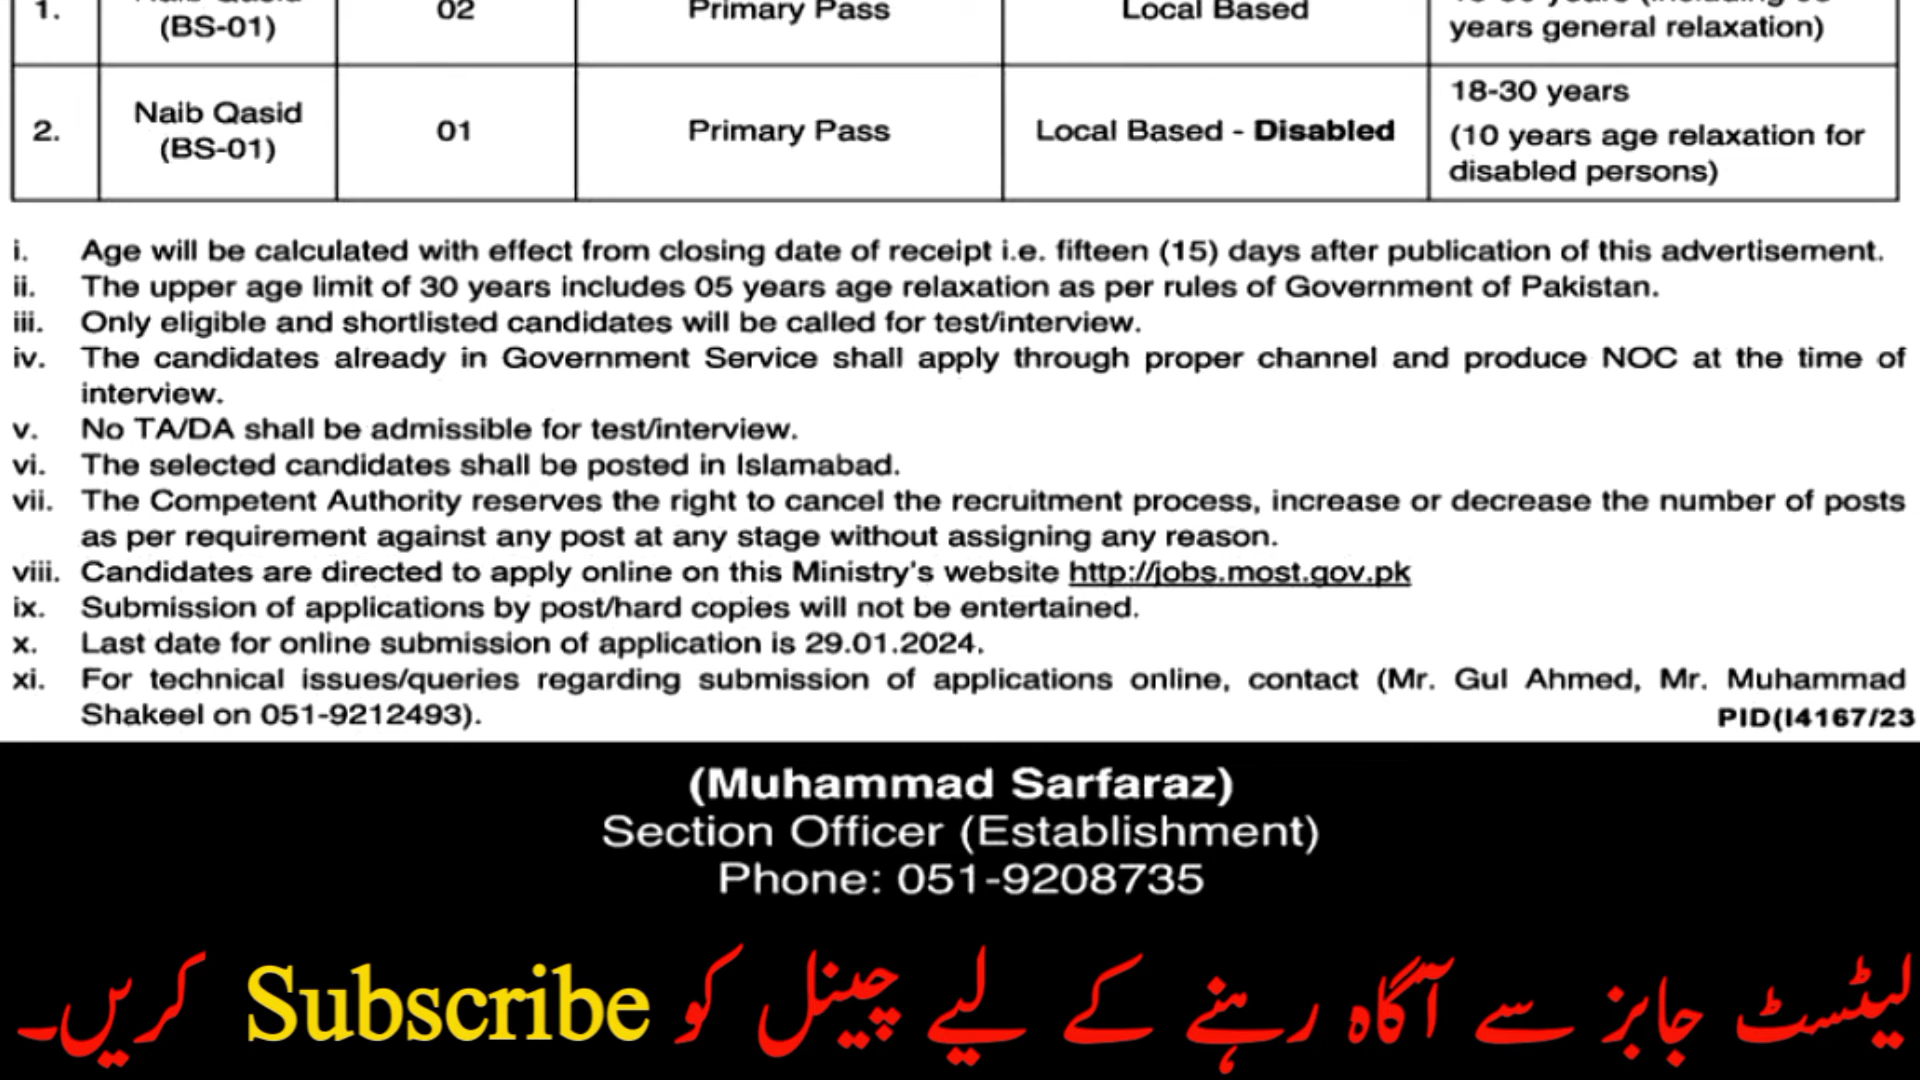 1.
(BS-01)
02
Primary Pass
Local Based
years general relaxation)
2.
Naib Qasid
(BS-01)
01
Primary Pass
Local Based - Disabled
18-30 years
(10 years age relaxation for
disabled persons)
i. Age will be calculated with effect from closing date of receipt i.e. fifteen (15) days after publication of this advertisement.
ii. The upper age limit of 30 years includes 05 years age relaxation as per rules of Government of Pakistan.
iii. Only eligible and shortlisted candidates will be called for test/interview.
iv. The candidates already in Government Service shall apply through proper channel and produce NOC at the time of
interview.
v. No TA/DA shall be admissible for test/interview.
vi. The selected candidates shall be posted in Islamabad.
vii. The Competent Authority reserves the right to cancel the recruitment process, increase or decrease the number of posts
as per requirement against any post at any stage without assigning any reason.
viii. Candidates are directed to apply online on this Ministry's website http://jobs.most.gov.pk
ix. Submission of applications by post/hard copies will not be entertained.
x. Last date for online submission of application is 29.01.2024.
xi. For technical issues/queries regarding submission of applications online, contact (Mr. Gul Ahmed, Mr. Muhammad
Shakeel on 051-9212493).
PID(I4167/23
(Muhammad Sarfaraz)
Section Officer (Establishment)
Phone: 051-9208735
لیٹسٹ جابز سے آگاہ رہنے کے لیے چینل کو Subscribe کریں۔